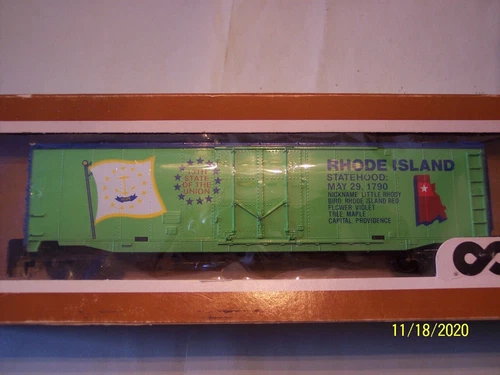 13TH
STATE
OF THE
UNION
RHODE ISLAND
STATEHOOD:
MAY 29, 1790
NICKNAME LITTLE RHODY
BIRD: RHODE ISLAND RED
FLOWER VIOLET
TREE MAPLE
CAPITAL PROVIDENCE
11/18/2020